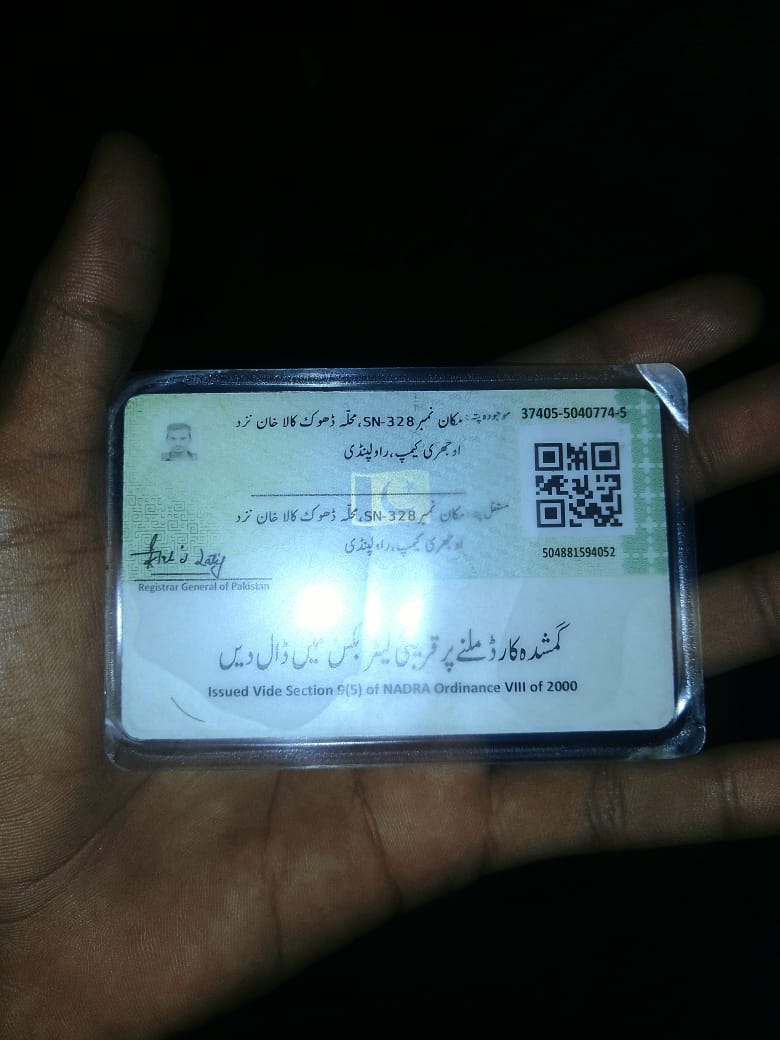 موجودہ پتہ: مکان نمبر SN-328، محلّہ ڈھوک کالا خان نزد
37405-5040774-5
اوجھری کیمپ، راولپنڈی
مستقل پتہ: مکان نمبر SN-328، محلّہ ڈھوک کالا خان نزد
اوجھری کیمپ، راولپنڈی
504881594052
Registrar General of Pakistan
گمشدہ کارڈ ملنے پر قریبی لیٹر بکس میں ڈال دیں
Issued Vide Section 9(5) of NADRA Ordinance VIII of 2000